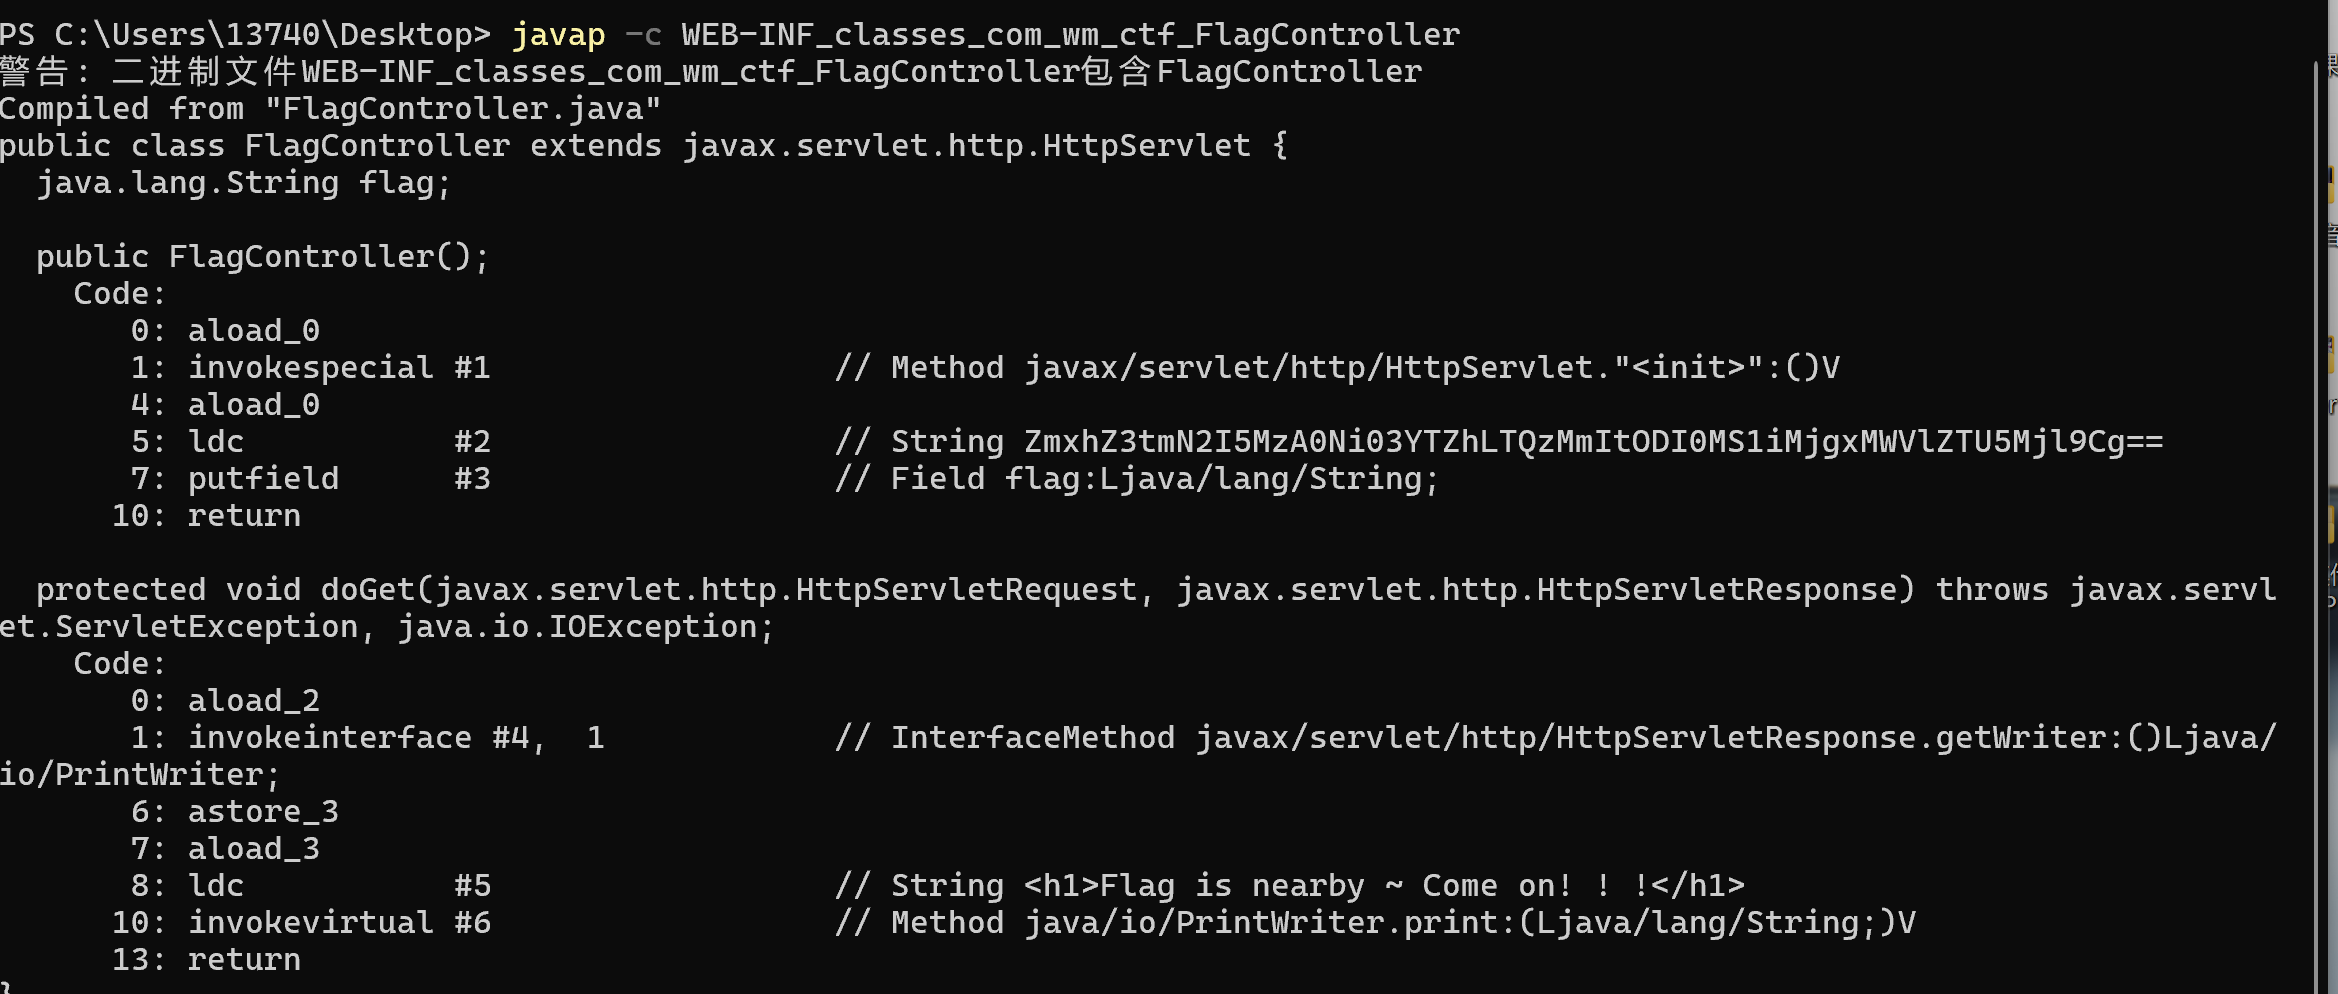 PS C:\Users\13740\Desktop> javap -c WEB-INF_classes_com_wm_ctf_FlagController
警告: 二进制文件WEB-INF_classes_com_wm_ctf_FlagController包含FlagController
Compiled from "FlagController.java"
public class FlagController extends javax.servlet.http.HttpServlet {
  java.lang.String flag;
  public FlagController();
    Code:
       0: aload_0
       1: invokespecial #1                  // Method javax/servlet/http/HttpServlet."<init>":()V
       4: aload_0
       5: ldc           #2                  // String ZmxhZ3tmN2I5MzA0Ni03YTZhLTQzMmItODI0MS1iMjgxMWVlZTU5Mjl9Cg==
       7: putfield      #3                  // Field flag:Ljava/lang/String;
      10: return
  protected void doGet(javax.servlet.http.HttpServletRequest, javax.servlet.http.HttpServletResponse) throws javax.servl
et.ServletException, java.io.IOException;
    Code:
       0: aload_2
       1: invokeinterface #4,  1            // InterfaceMethod javax/servlet/http/HttpServletResponse.getWriter:()Ljava/
io/PrintWriter;
       6: astore_3
       7: aload_3
       8: ldc           #5                  // String <h1>Flag is nearby ~ Come on! ! !</h1>
      10: invokevirtual #6                  // Method java/io/PrintWriter.print:(Ljava/lang/String;)V
      13: return
}